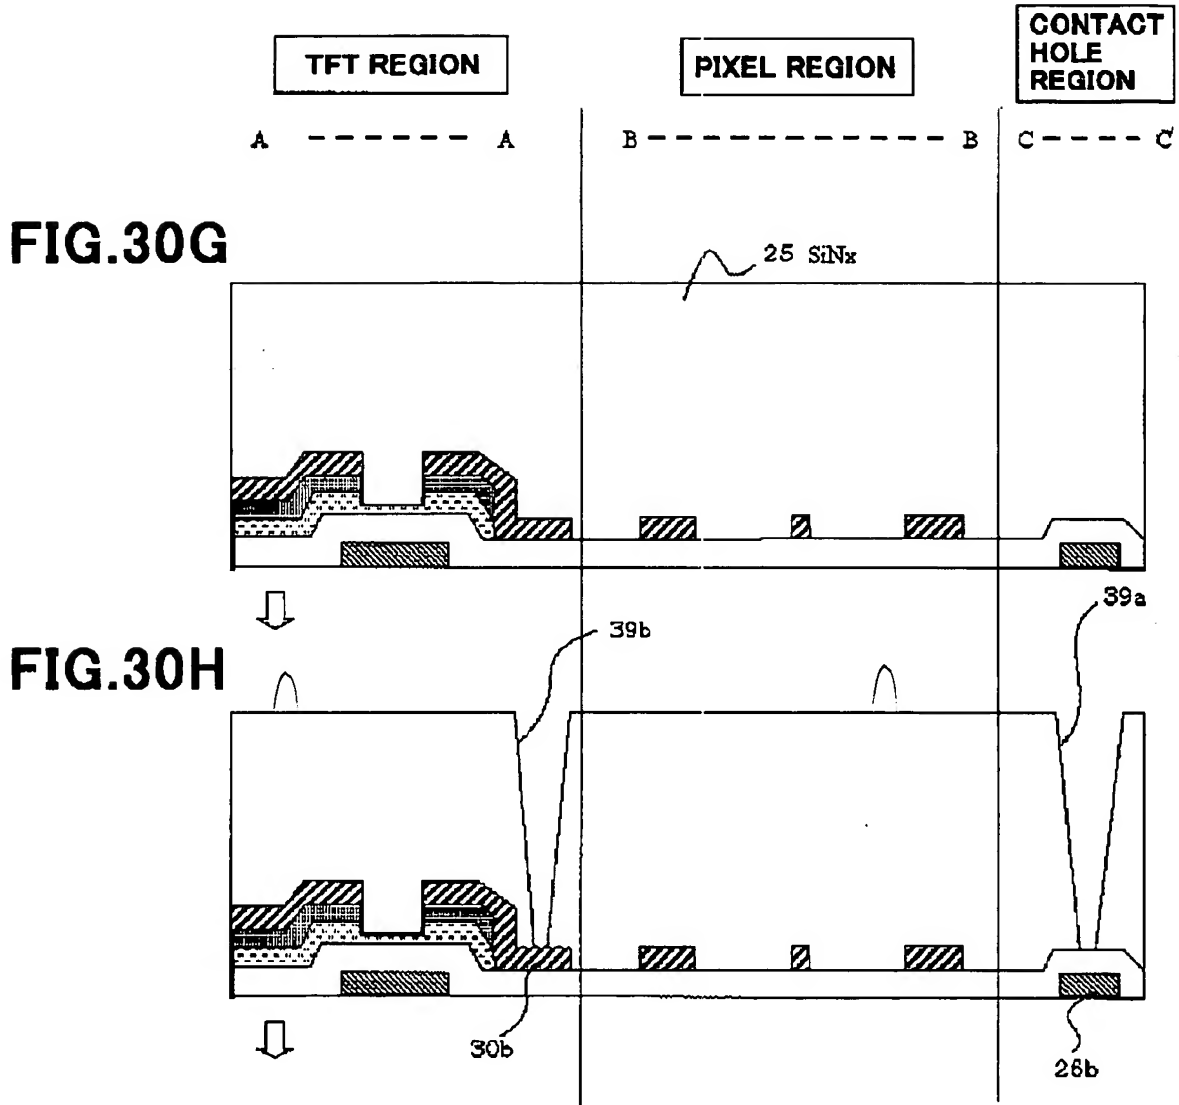 TFT REGION
PIXEL REGION
CONTACT
HOLE
REGION
A – – – – – – – A
B – – – – – – – – – – – – B
C – – – – C'
FIG.30G
25 SiNx
39a
39b
FIG.30H
30b
26b